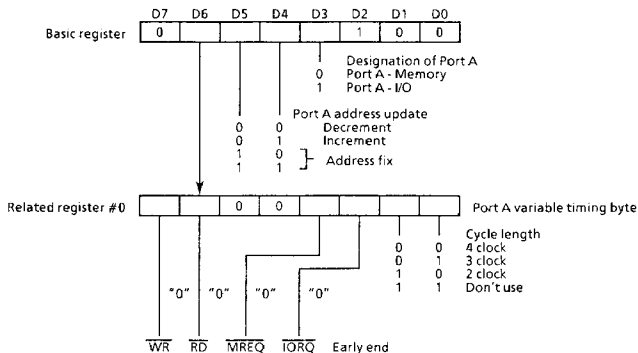 D7 D6 D5 D4 D3 D2 D1 D0
Basic register 0 1 0 0
Designation of Port A
0 Port A - Memory
1 Port A - I/O
Port A address update
0 0 Decrement
0 1 Increment
1 0
Address fix
1 1
Related register #0 0 0 Port A variable timing byte
Cycle length
0 0 4 clock
0 1 3 clock
1 0 2 clock
1 1 Don't use
"0" "0" "0" "0"
WR RD MREQ IORQ Early end